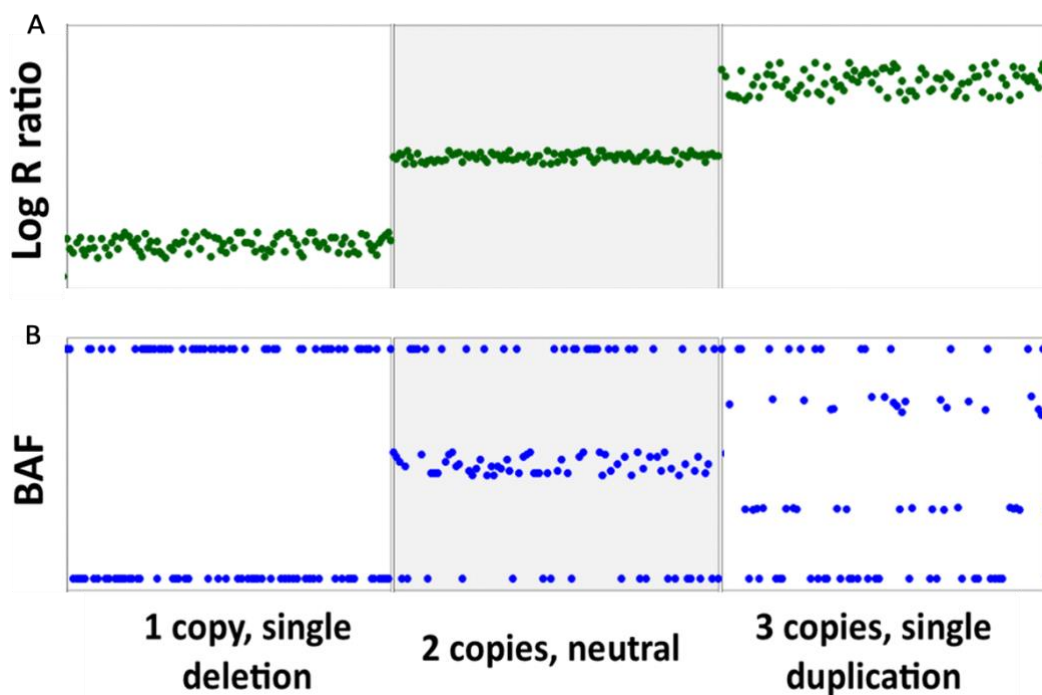 A
Log R ratio
B
BAF
1 copy, single
deletion
2 copies, neutral
3 copies, single
duplication